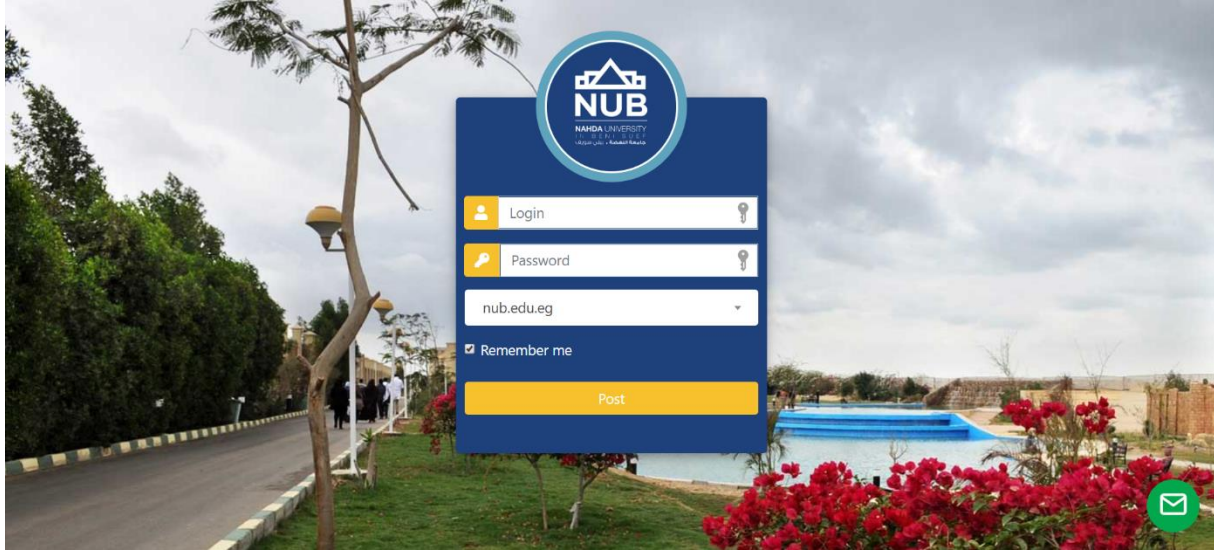 NUB
NAHDA UNIVERSITY
IN BENI SUEF
جامعة النهضة • بني سويف
Login
Password
nub.edu.eg
Remember me
Post